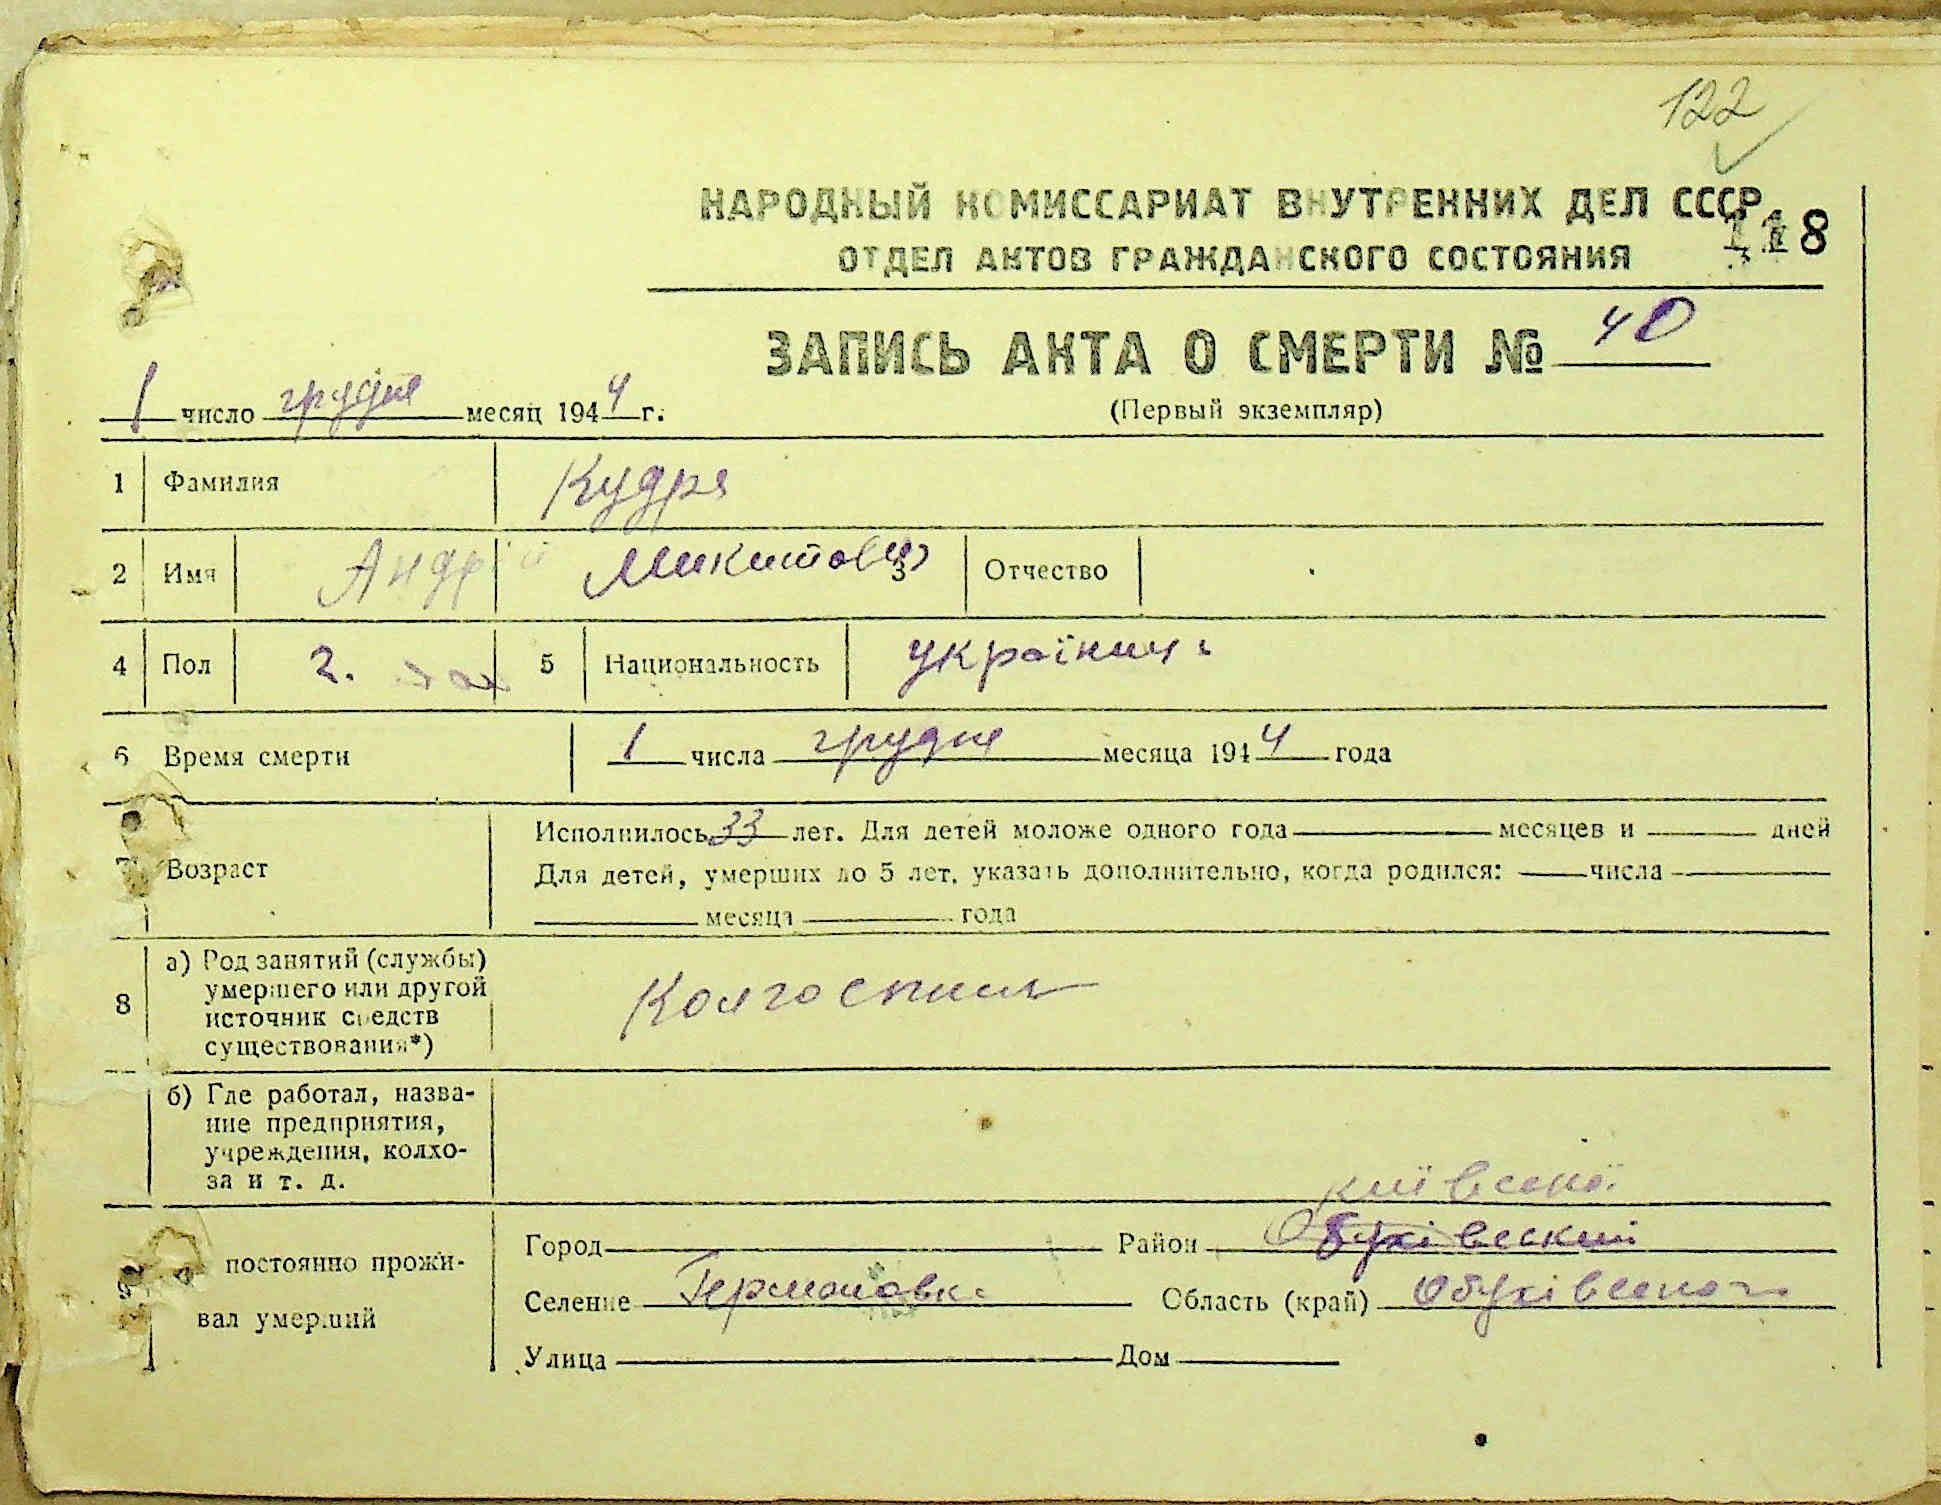 122
НАРОДНЫЙ КОМИССАРИАТ ВНУТРЕННИХ ДЕЛ СССР
118
ОТДЕЛ АКТОВ ГРАЖДАНСКОГО СОСТОЯНИЯ
ЗАПИСЬ АКТА О СМЕРТИ № 40
1 число грудня месяц 1944 г.
(Первый экземпляр)
1 Фамилия Кудря
2 Имя Андрій Микитович 3 Отчество
4 Пол 2. 5 Национальность українец
6 Время смерти 1 числа грудня месяца 1944 года
7 Возраст Исполнилось 33 лет. Для детей моложе одного года месяцев и дней
Для детей, умерших до 5 лет, указать дополнительно, когда родился: числа
месяца года
8 а) Род занятий (службы)
умершего или другой
источник средств
существования*)
Колгоспник
б) Где работал, назва-
ние предприятия,
учреждения, колхо-
за и т. д.
київської
постоянно прожи-
вал умерший
Город Район Обухівський
Селение Германовка Область (край) Обухівського
Улица Дом